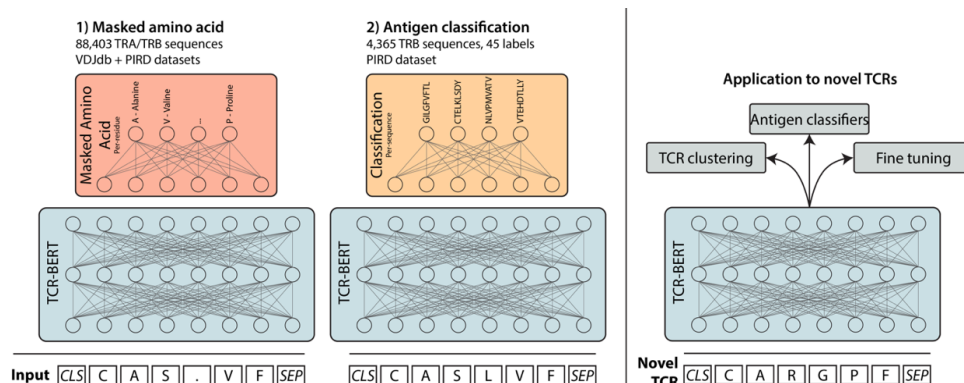 1) Masked amino acid
88,403 TRA/TRB sequences
VDJdb + PIRD datasets
Masked Amino
Acid
Per-residue
A - Alanine
V - Valine
...
P - Proline
TCR-BERT
2) Antigen classification
4,365 TRB sequences, 45 labels
PIRD dataset
Classification
Per-sequence
GILGFVFTL
CTELKLSDY
NLVPMVATV
VTEHDTLLY
TCR-BERT
Input CLS C A S . V F SEP
CLS C A S L V F SEP
Application to novel TCRs
Antigen classifiers
TCR clustering
Fine tuning
TCR-BERT
Novel
TCR
CLS C A R G P F SEP